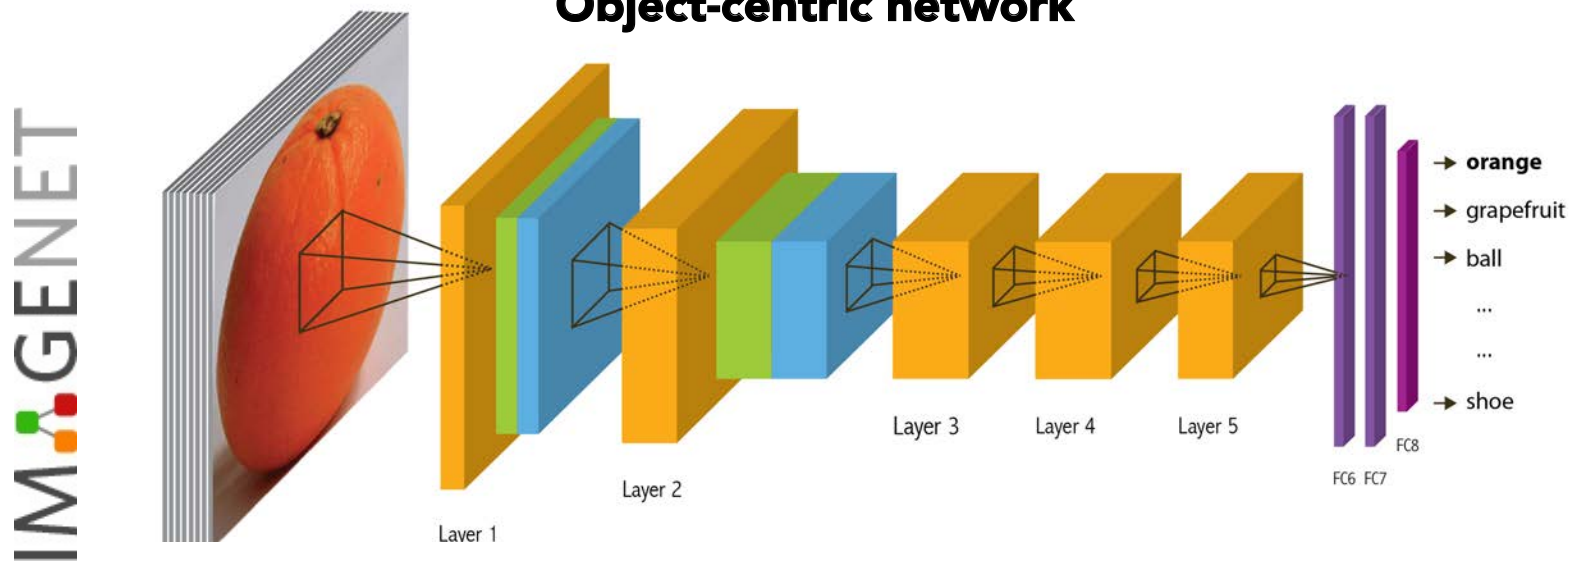 Object-centric network
IMAGENET
Layer 1
Layer 2
Layer 3
Layer 4
Layer 5
FC6
FC7
FC8
orange
grapefruit
ball
...
...
shoe